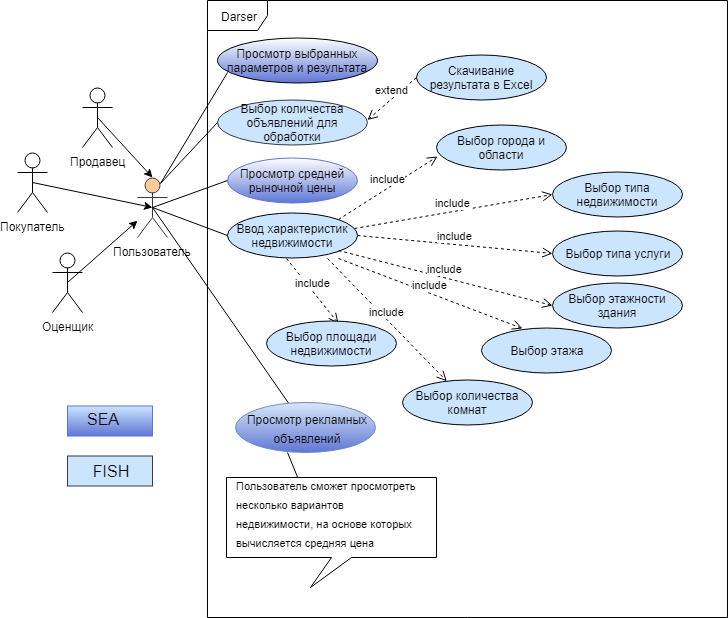 Darser
Просмотр выбранных
параметров и результата
Скачивание
результата в Excel
extend
Выбор количества
объявлений для
обработки
Продавец
Выбор города и
области
Просмотр средней
рыночной цены
include
Выбор типа
недвижимости
include
Покупатель
Ввод характеристик
недвижимости
include
Пользователь
Выбор типа услуги
include
include
include
Выбор этажности
здания
include
Оценщик
Выбор площади
недвижимости
Выбор этажа
Выбор количества
комнат
SEA
Просмотр рекламных
объявлений
FISH
Пользователь сможет просмотреть
несколько вариантов
недвижимости, на основе которых
вычисляется средняя цена